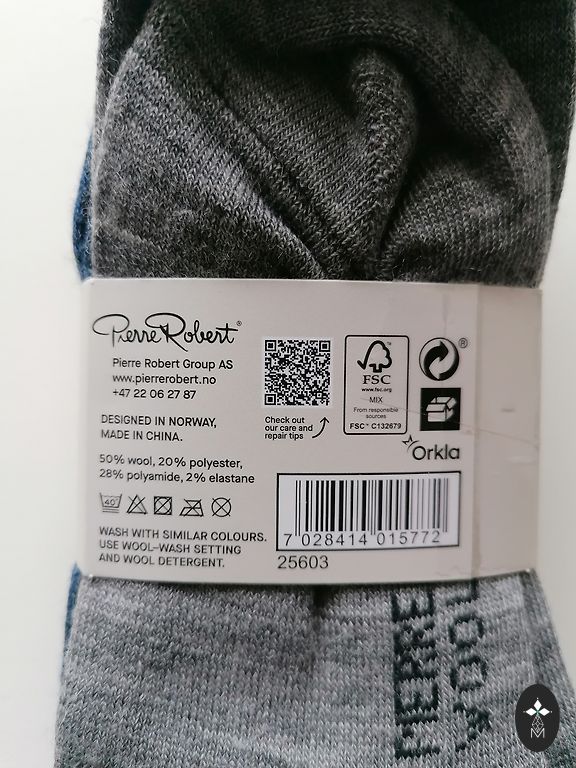 Pierre Robert®
Pierre Robert Group AS
www.pierrerobert.no
+47 22 06 27 87
DESIGNED IN NORWAY,
MADE IN CHINA.
50% wool, 20% polyester,
28% polyamide, 2% elastane
40°
WASH WITH SIMILAR COLOURS.
USE WOOL-WASH SETTING
AND WOOL DETERGENT.
Check out
our care and
repair tips
FSC™
www.fsc.org
MIX
From responsible
sources
FSC™ C132679
®
Orkla
7 028414 015772
25603
PIERRE
WOOL
M